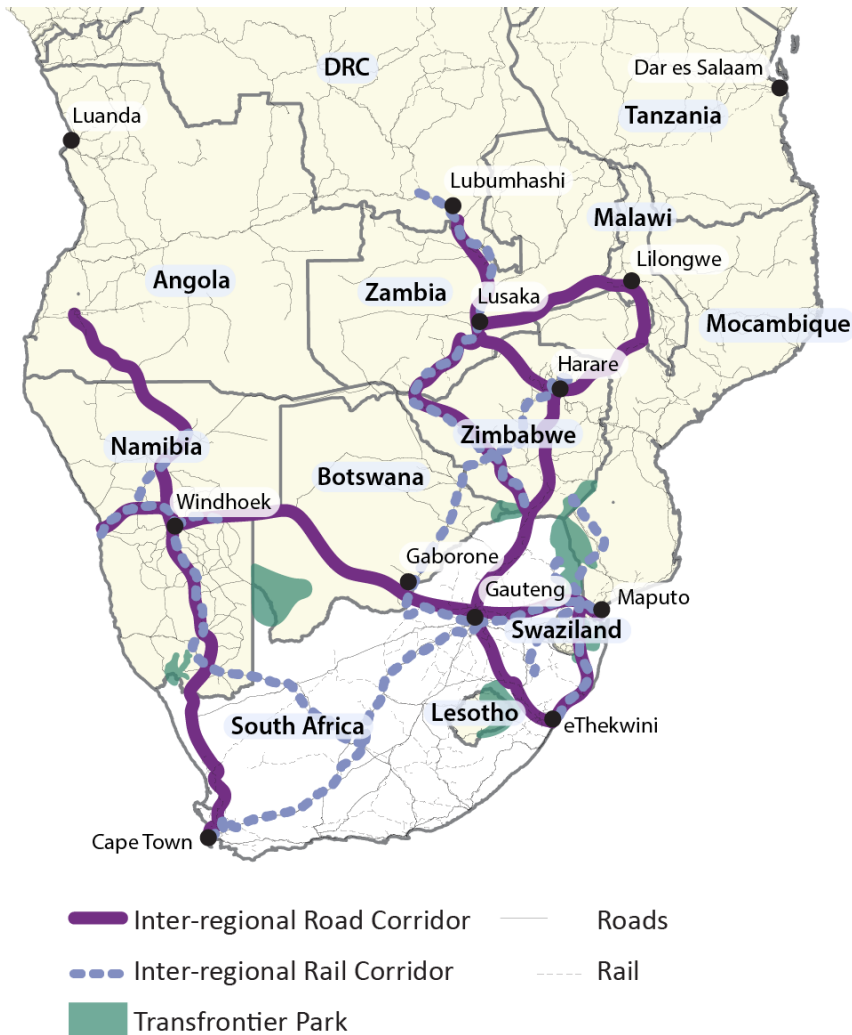 DRC
Dar es Salaam
Tanzania
Luanda
Lubumhashi
Malawi
Lilongwe
Angola
Zambia
Lusaka
Mocambique
Harare
Namibia
Zimbabwe
Botswana
Windhoek
Gaborone
Gauteng
Maputo
Swaziland
South Africa
Lesotho
eThekwini
Cape Town
Inter-regional Road Corridor
Roads
Inter-regional Rail Corridor
Rail
Transfrontier Park